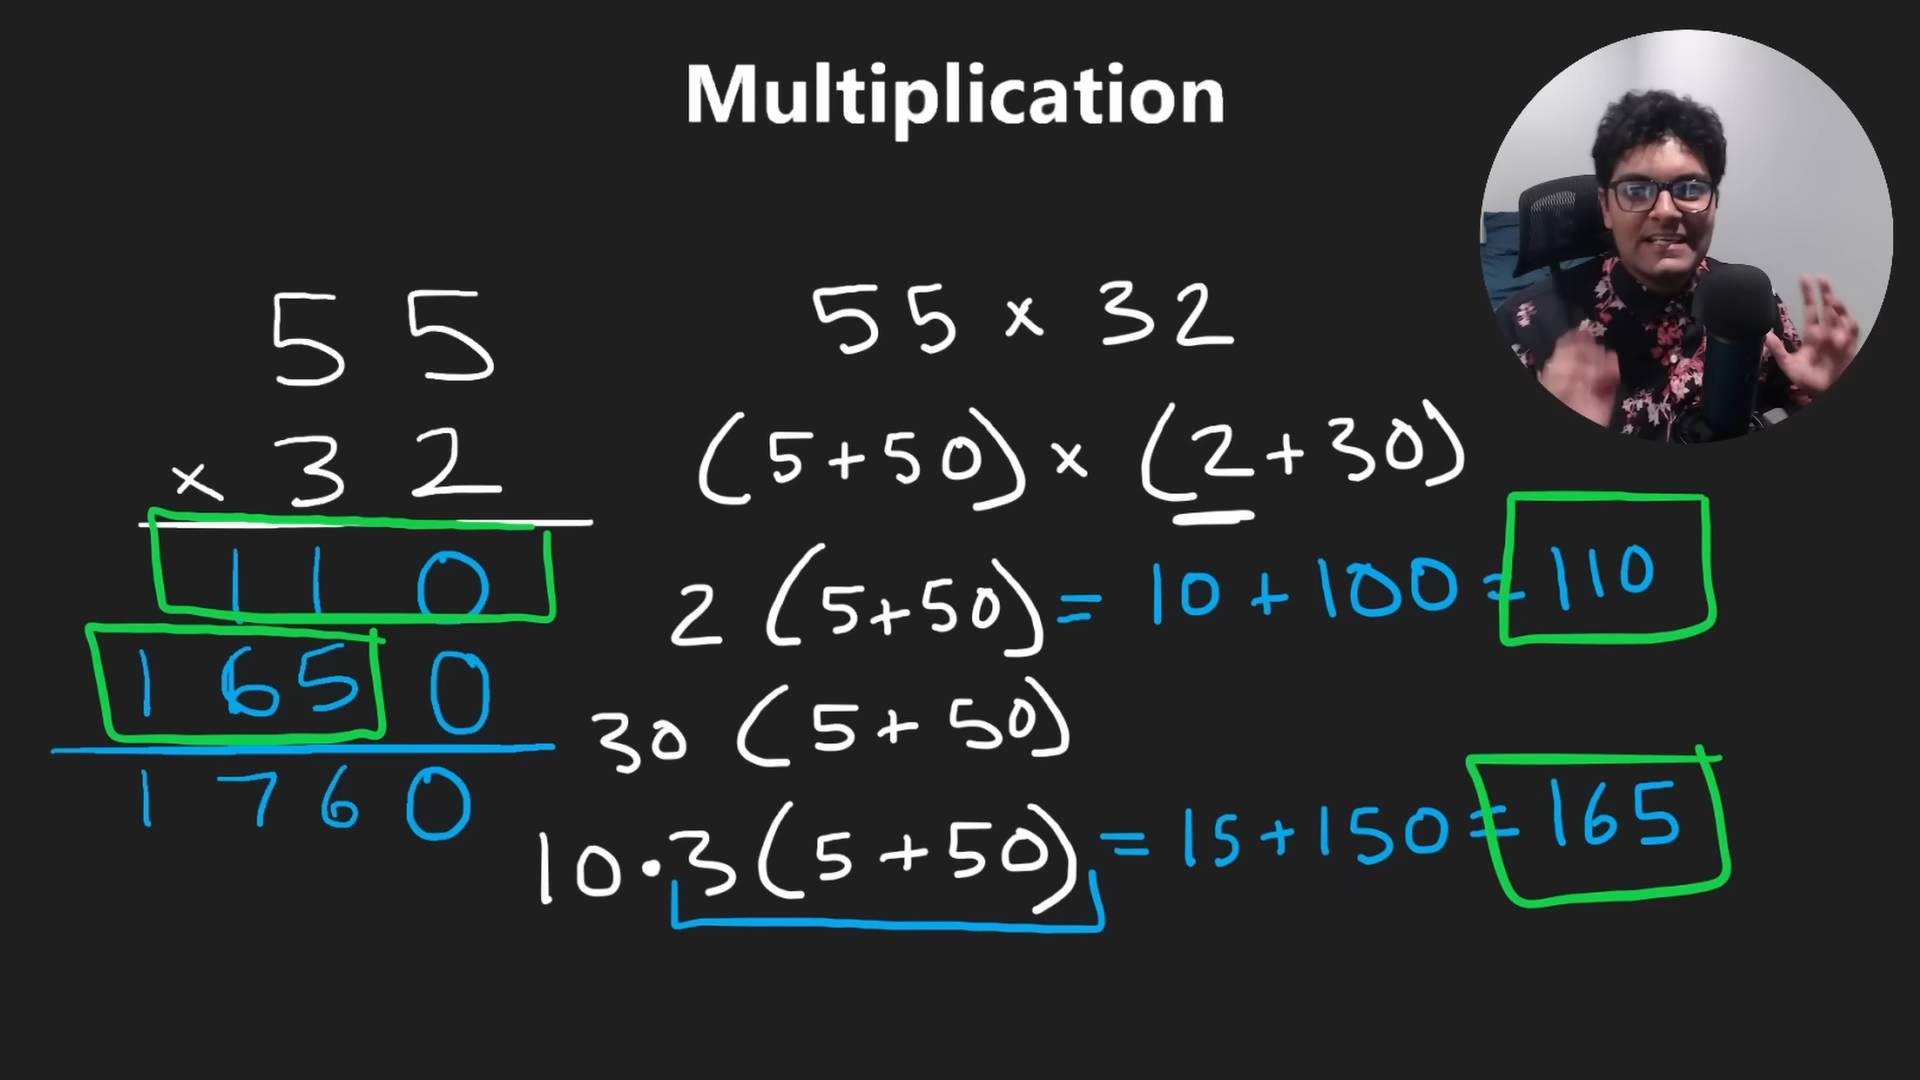 Multiplication
55
× 32
110
1650
1760
55 × 32
(5+50) × (2+30)
2 (5+50) = 10 + 100 = 110
30 (5+ 50)
10·3(5+50) = 15+150 = 165